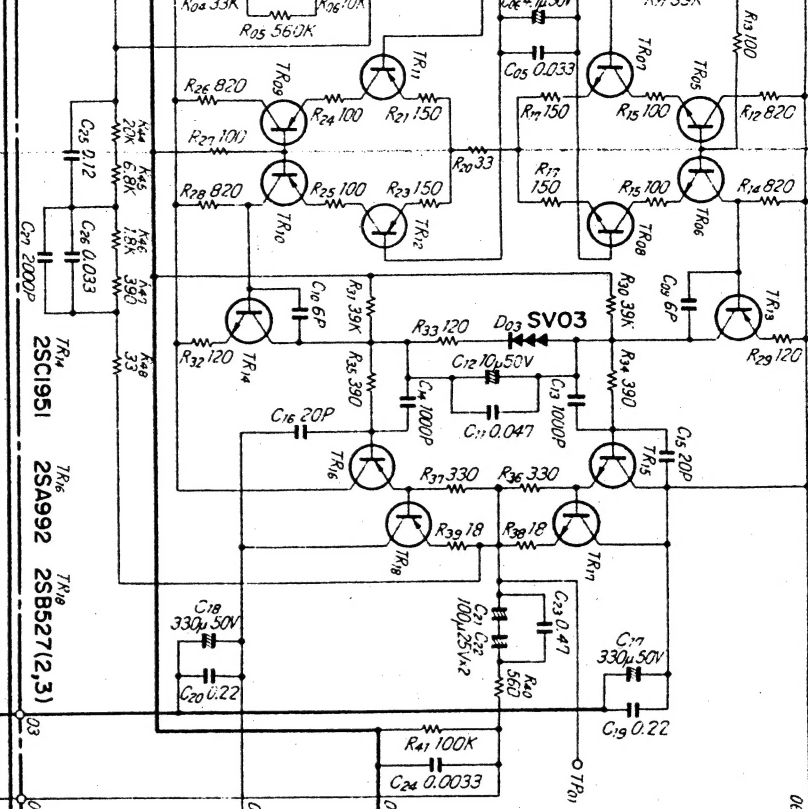 R04 33K
R06 10K
R05 560K
C05 0.033
R13 100
TR11
TR09
TR07
TR05
R26 820
R24 100
R21 150
R17 150
R15 100
R12 820
R27 100
R20 33
R44 20K
C25 0.12
R45 6.8K
R28 820
R25 100
R23 150
R17 150
R15 100
R14 820
TR10
TR12
TR08
TR06
C27 2000P
C26 0.033
R46 1.8K
R47 390
C10 6P
R31 39K
R30 39K
C09 6P
TR13
R33 120
D03 SV03
R32 120
TR14
R35 390
C12 10μ50V
R34 390
R29 120
R48 33
C14 1000P
C11 0.047
C13 1000P
C16 20P
C15 20P
TR16
R37 330
R36 330
TR15
R39 18
R38 18
TR18
TR17
TR14
2SC1951
TR16
2SA992
TR18
2SB527(2,3)
C18
330μ50V
C20 0.22
C21 C22
100μ25V×2
C23 0.47
R40
560
C17
330μ50V
C19 0.22
R41 100K
C24 0.0033
TP01
03